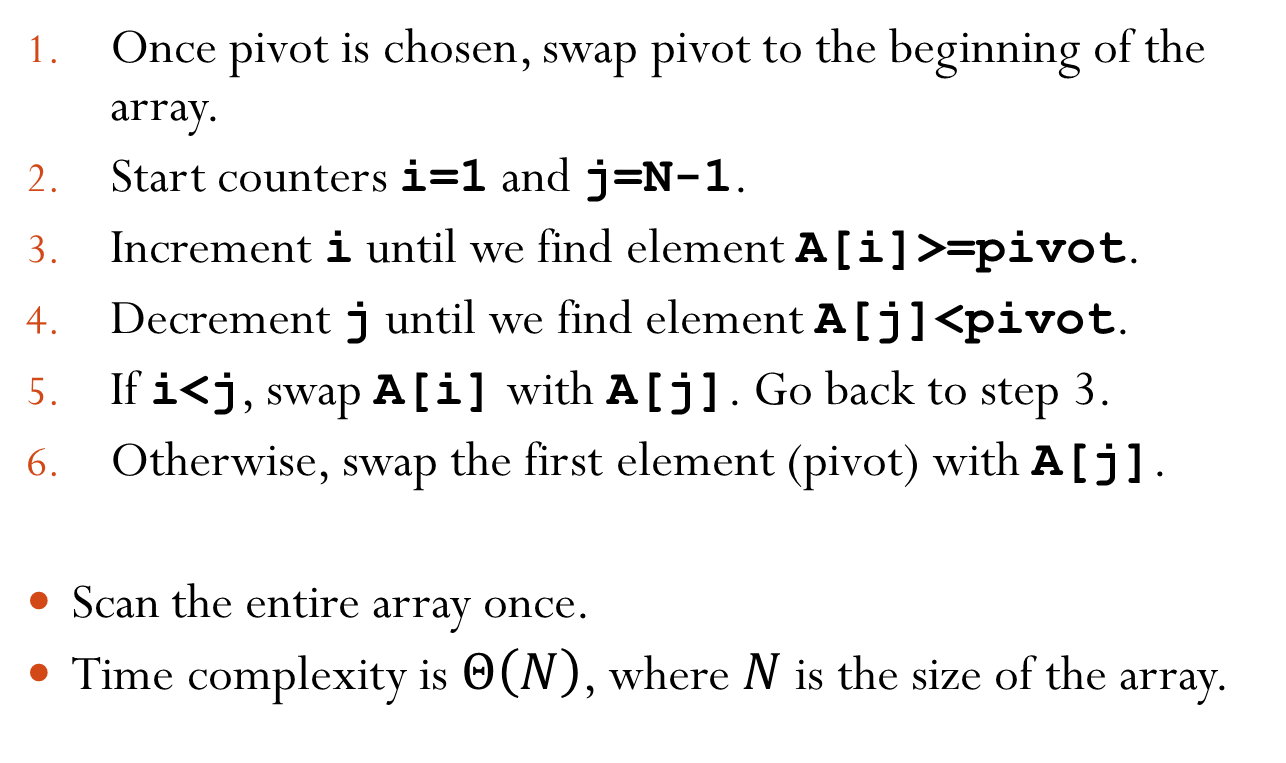 1. Once pivot is chosen, swap pivot to the beginning of the
array.
2. Start counters i=1 and j=N-1.
3. Increment i until we find element A[i]>=pivot.
4. Decrement j until we find element A[j]<pivot.
5. If i<j, swap A[i] with A[j]. Go back to step 3.
6. Otherwise, swap the first element (pivot) with A[j].
• Scan the entire array once.
• Time complexity is Θ(N), where N is the size of the array.